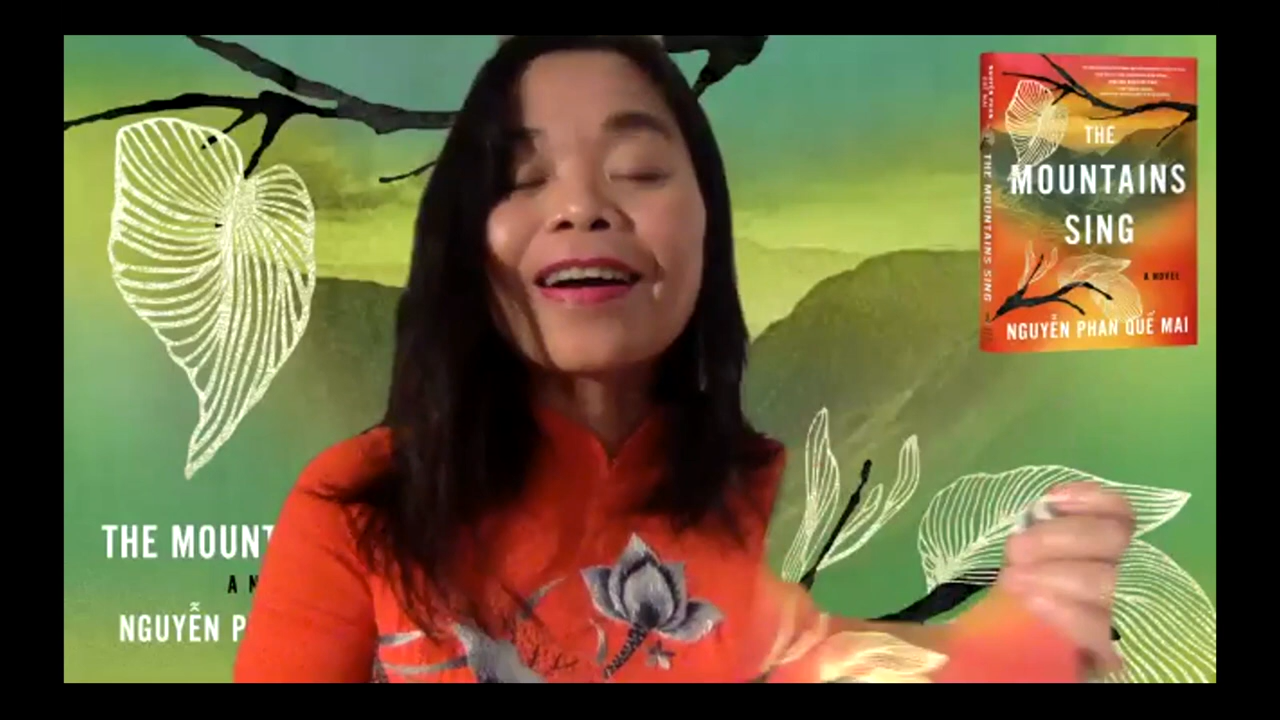 THE
MOUNTAINS
SING
A NOVEL
NGUYỄN PHAN QUẾ MAI
THE MOUNTAINS SING
NGUYỄN PHAN QUẾ MAI
THE MOUNT
A N
NGUYỄN P